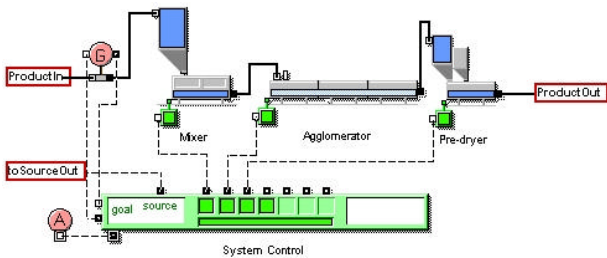 G
ProductIn
ProductOut
Mixer
Agglomerator
Pre-dryer
toSourceOut
goal source
A
System Control